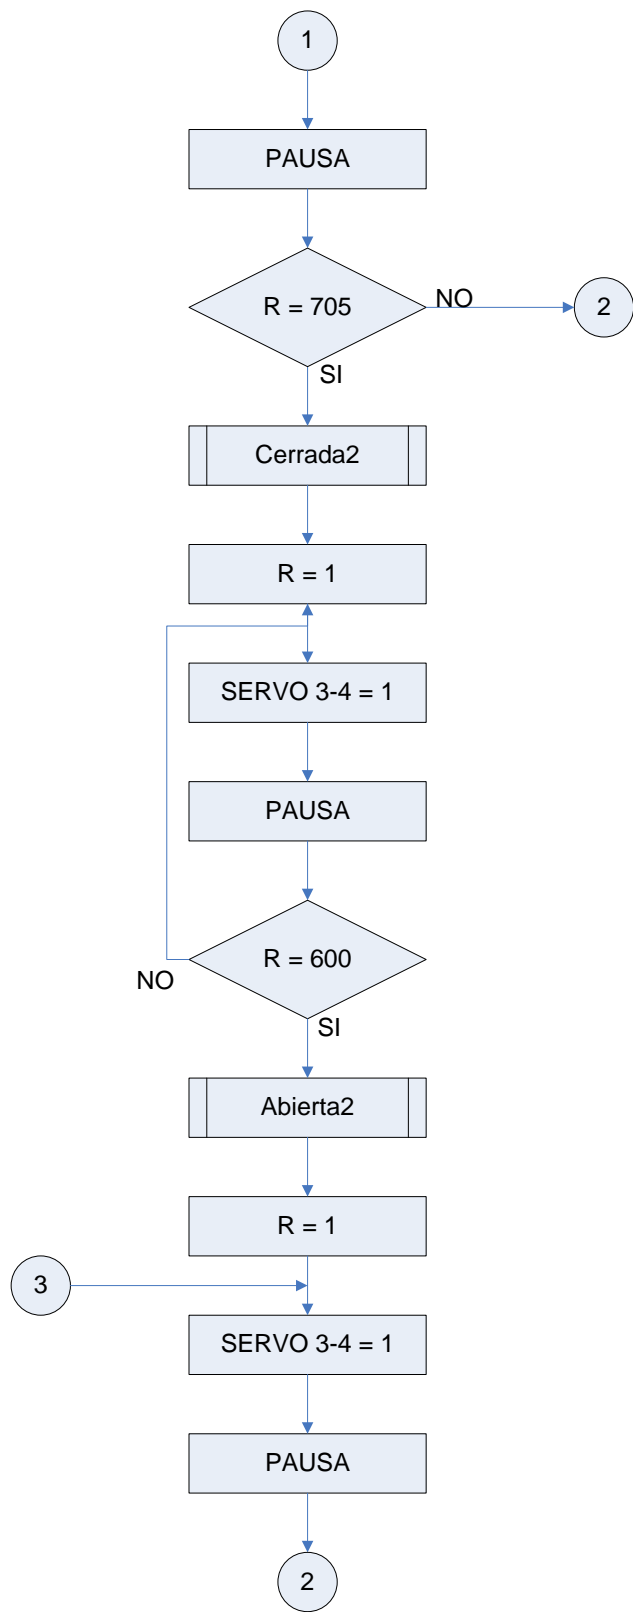 1
PAUSA
R = 705
NO
2
SI
Cerrada2
R = 1
SERVO 3-4 = 1
PAUSA
R = 600
NO
SI
Abierta2
R = 1
3
SERVO 3-4 = 1
PAUSA
2